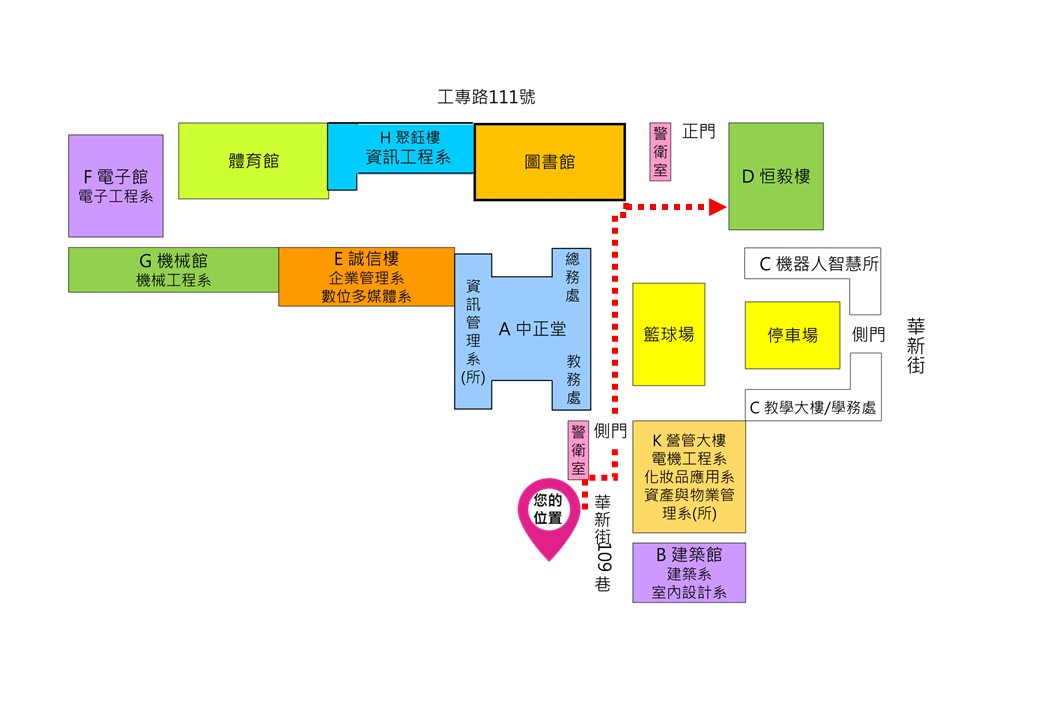 工專路111號
F 電子館
電子工程系
體育館
H 聚鈺樓
資訊工程系
圖書館
警衛室
正門
D 恒毅樓
G 機械館
機械工程系
E 誠信樓
企業管理系
數位多媒體系
資訊管理系(所)
A 中正堂
總務處
教務處
籃球場
C 機器人智慧所
停車場
側門
華新街
C 教學大樓/學務處
警衛室
側門
K 營管大樓
電機工程系
化妝品應用系
資產與物業管
理系(所)
您的
位置
華新街109巷
B 建築館
建築系
室內設計系